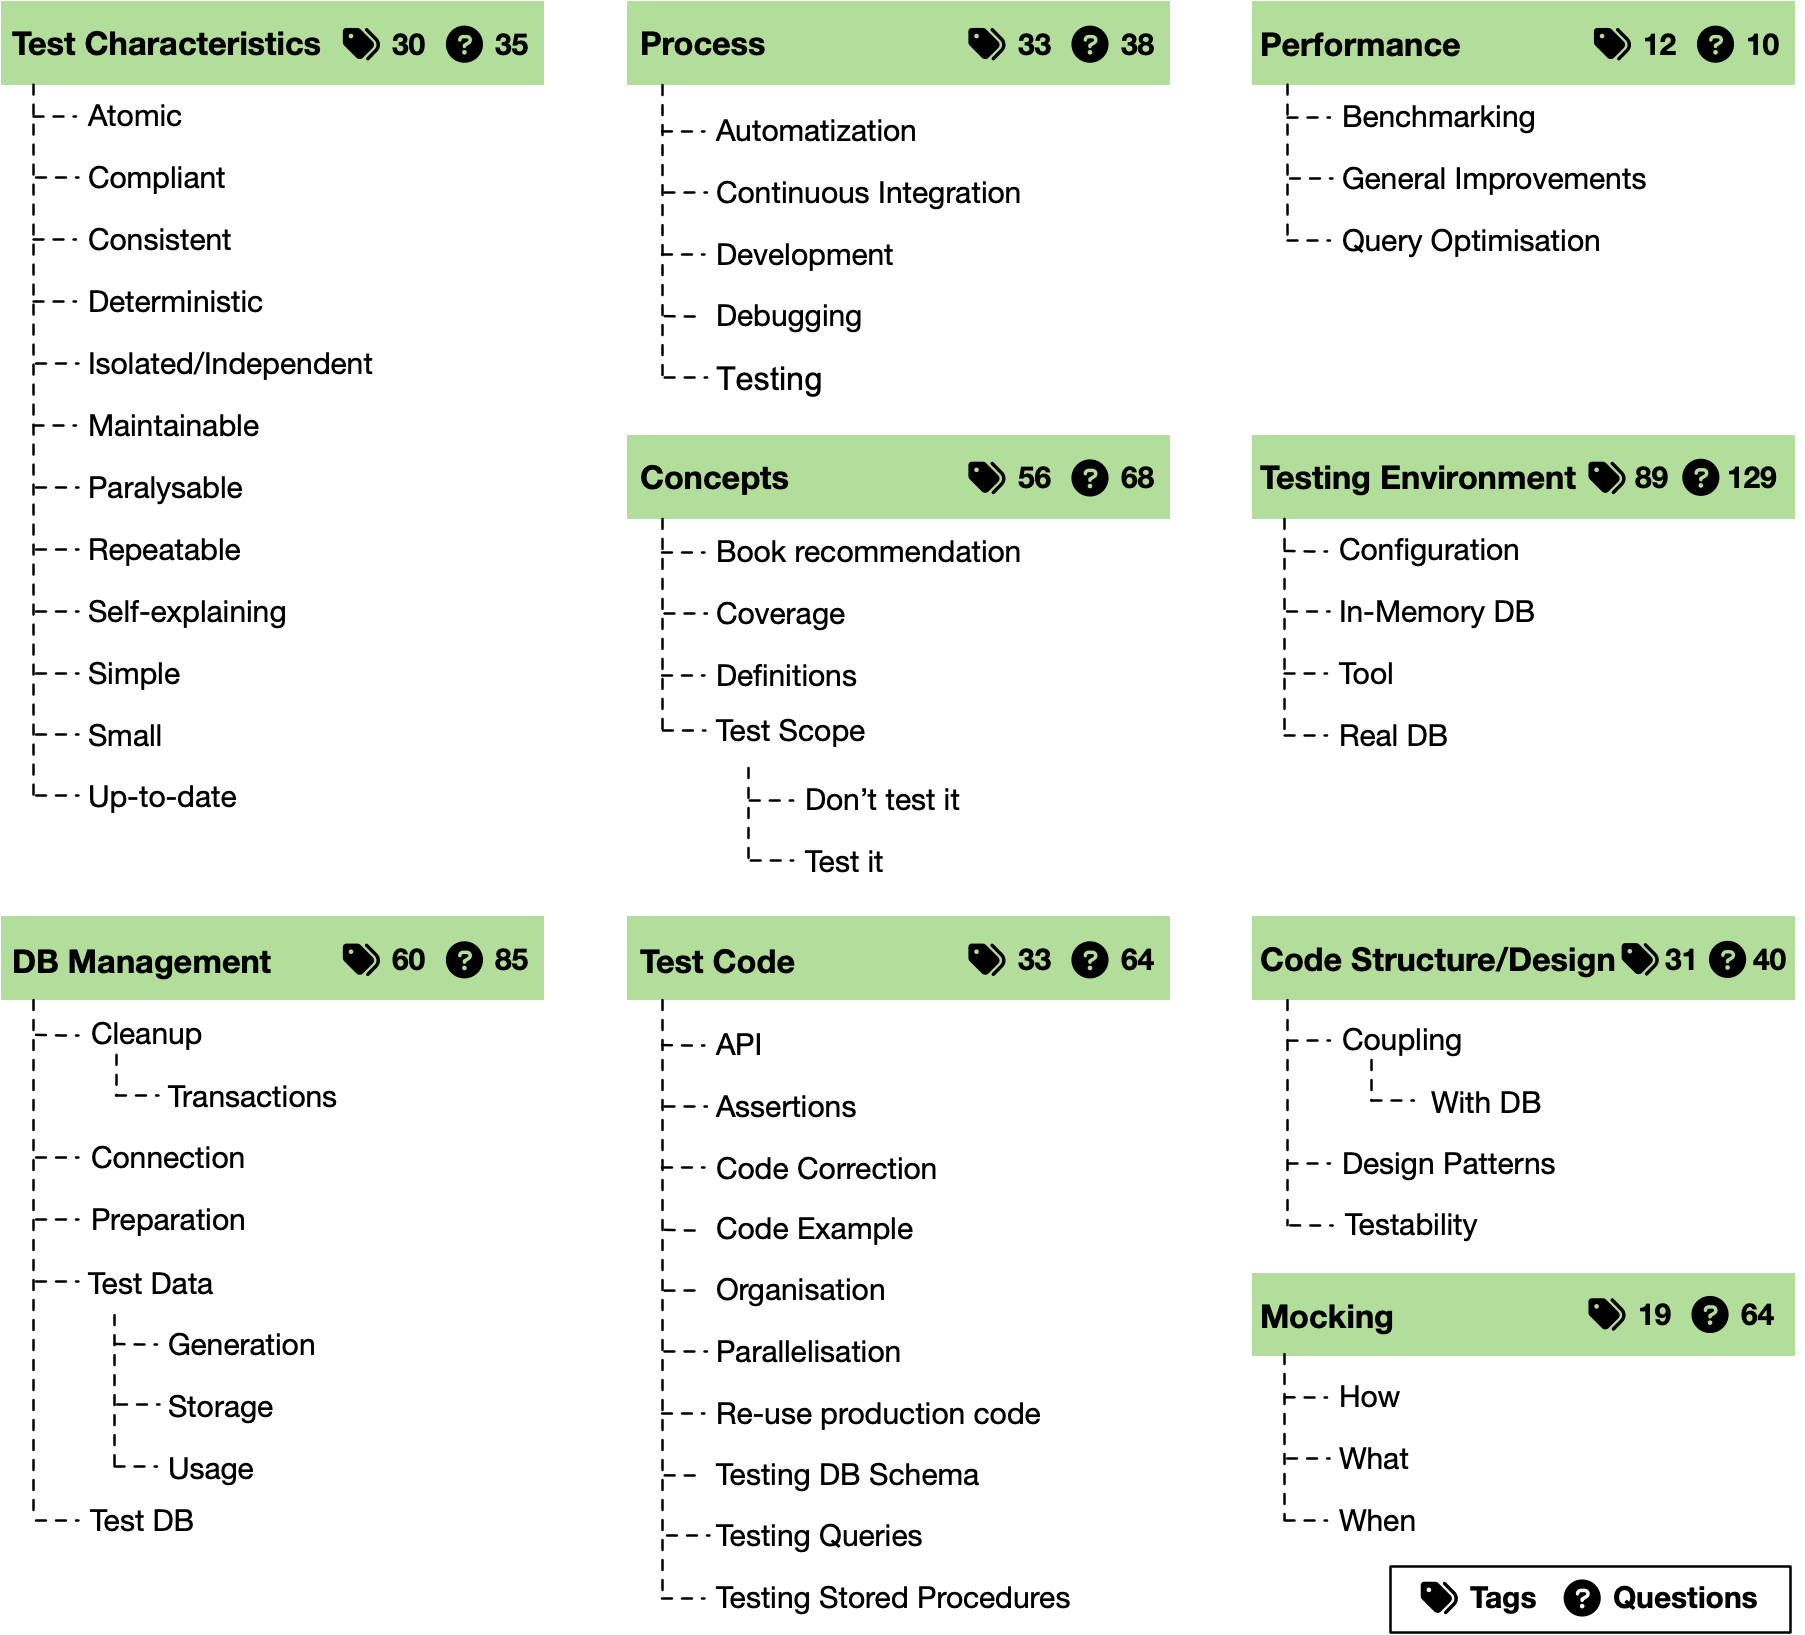 Test Characteristics 30 35
Atomic
Compliant
Consistent
Deterministic
Isolated/Independent
Maintainable
Paralysable
Repeatable
Self-explaining
Simple
Small
Up-to-date
Process 33 38
Automatization
Continuous Integration
Development
Debugging
Testing
Performance 12 10
Benchmarking
General Improvements
Query Optimisation
Concepts 56 68
Book recommendation
Coverage
Definitions
Test Scope
Don’t test it
Test it
Testing Environment 89 129
Configuration
In-Memory DB
Tool
Real DB
DB Management 60 85
Cleanup
Transactions
Connection
Preparation
Test Data
Generation
Storage
Usage
Test DB
Test Code 33 64
API
Assertions
Code Correction
Code Example
Organisation
Parallelisation
Re-use production code
Testing DB Schema
Testing Queries
Testing Stored Procedures
Code Structure/Design 31 40
Coupling
With DB
Design Patterns
Testability
Mocking 19 64
How
What
When
Tags Questions